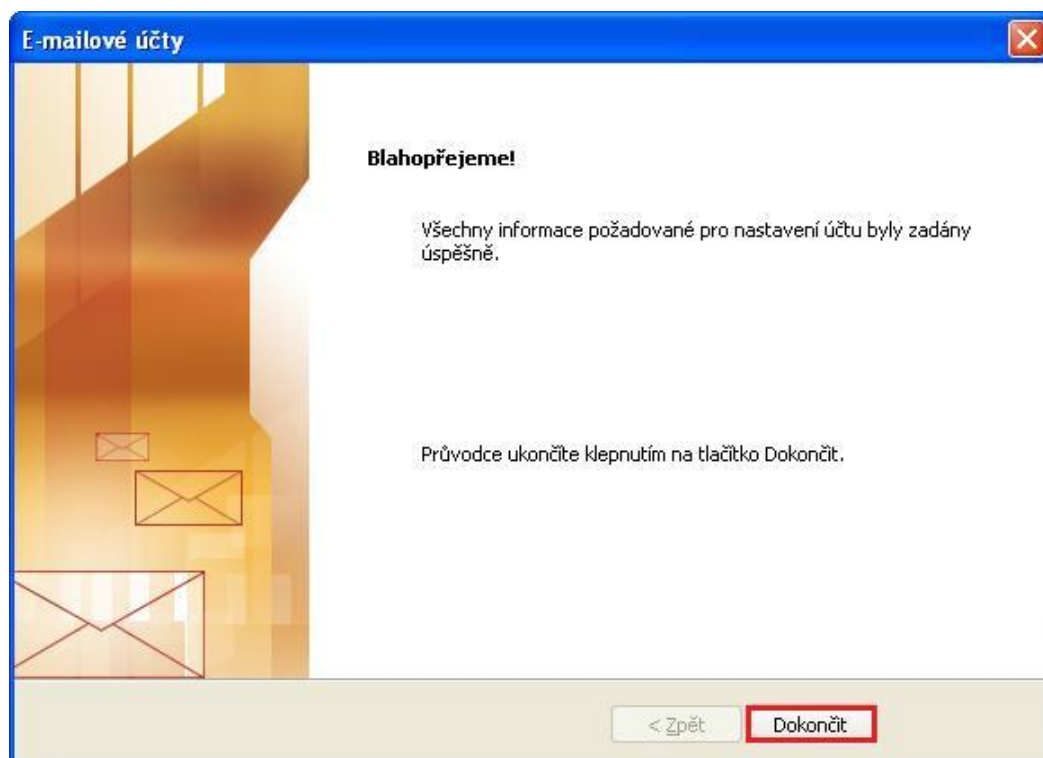 E-mailové účty
Blahopřejeme!
Všechny informace požadované pro nastavení účtu byly zadány
úspěšně.
Průvodce ukončíte klepnutím na tlačítko Dokončit.
< Zpět
Dokončit